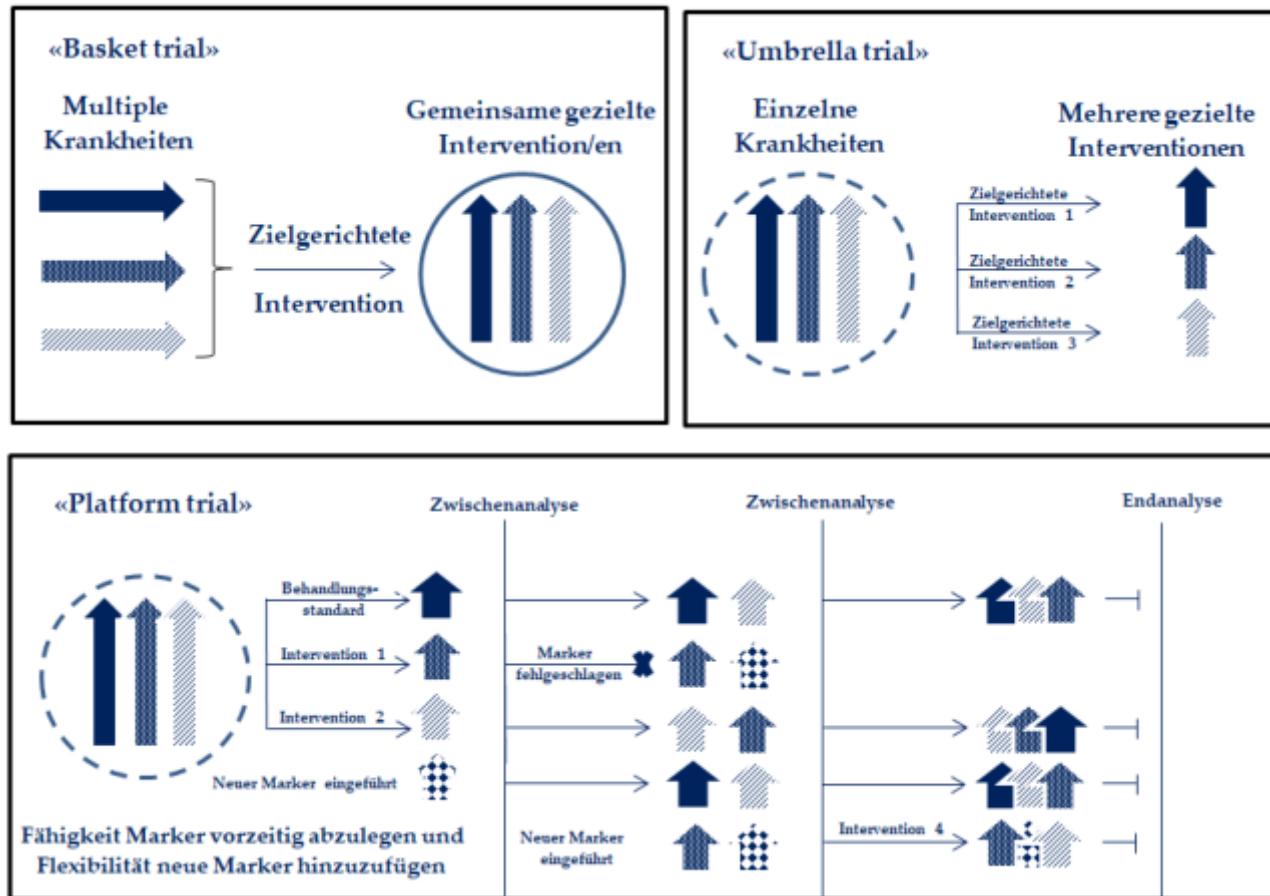 «Basket trial»
Multiple
Krankheiten
Gemeinsame gezielte
Intervention/en
Zielgerichtete
Intervention
«Umbrella trial»
Einzelne
Krankheiten
Mehrere gezielte
Interventionen
Zielgerichtete
Intervention 1
Zielgerichtete
Intervention 2
Zielgerichtete
Intervention 3
«Platform trial»
Zwischenanalyse
Zwischenanalyse
Endanalyse
Behandlungs-
standard
Intervention 1
Intervention 2
Neuer Marker eingeführt
Marker
fehlgeschlagen
Neuer Marker
eingeführt
Intervention 4
Fähigkeit Marker vorzeitig abzulegen und
Flexibilität neue Marker hinzuzufügen